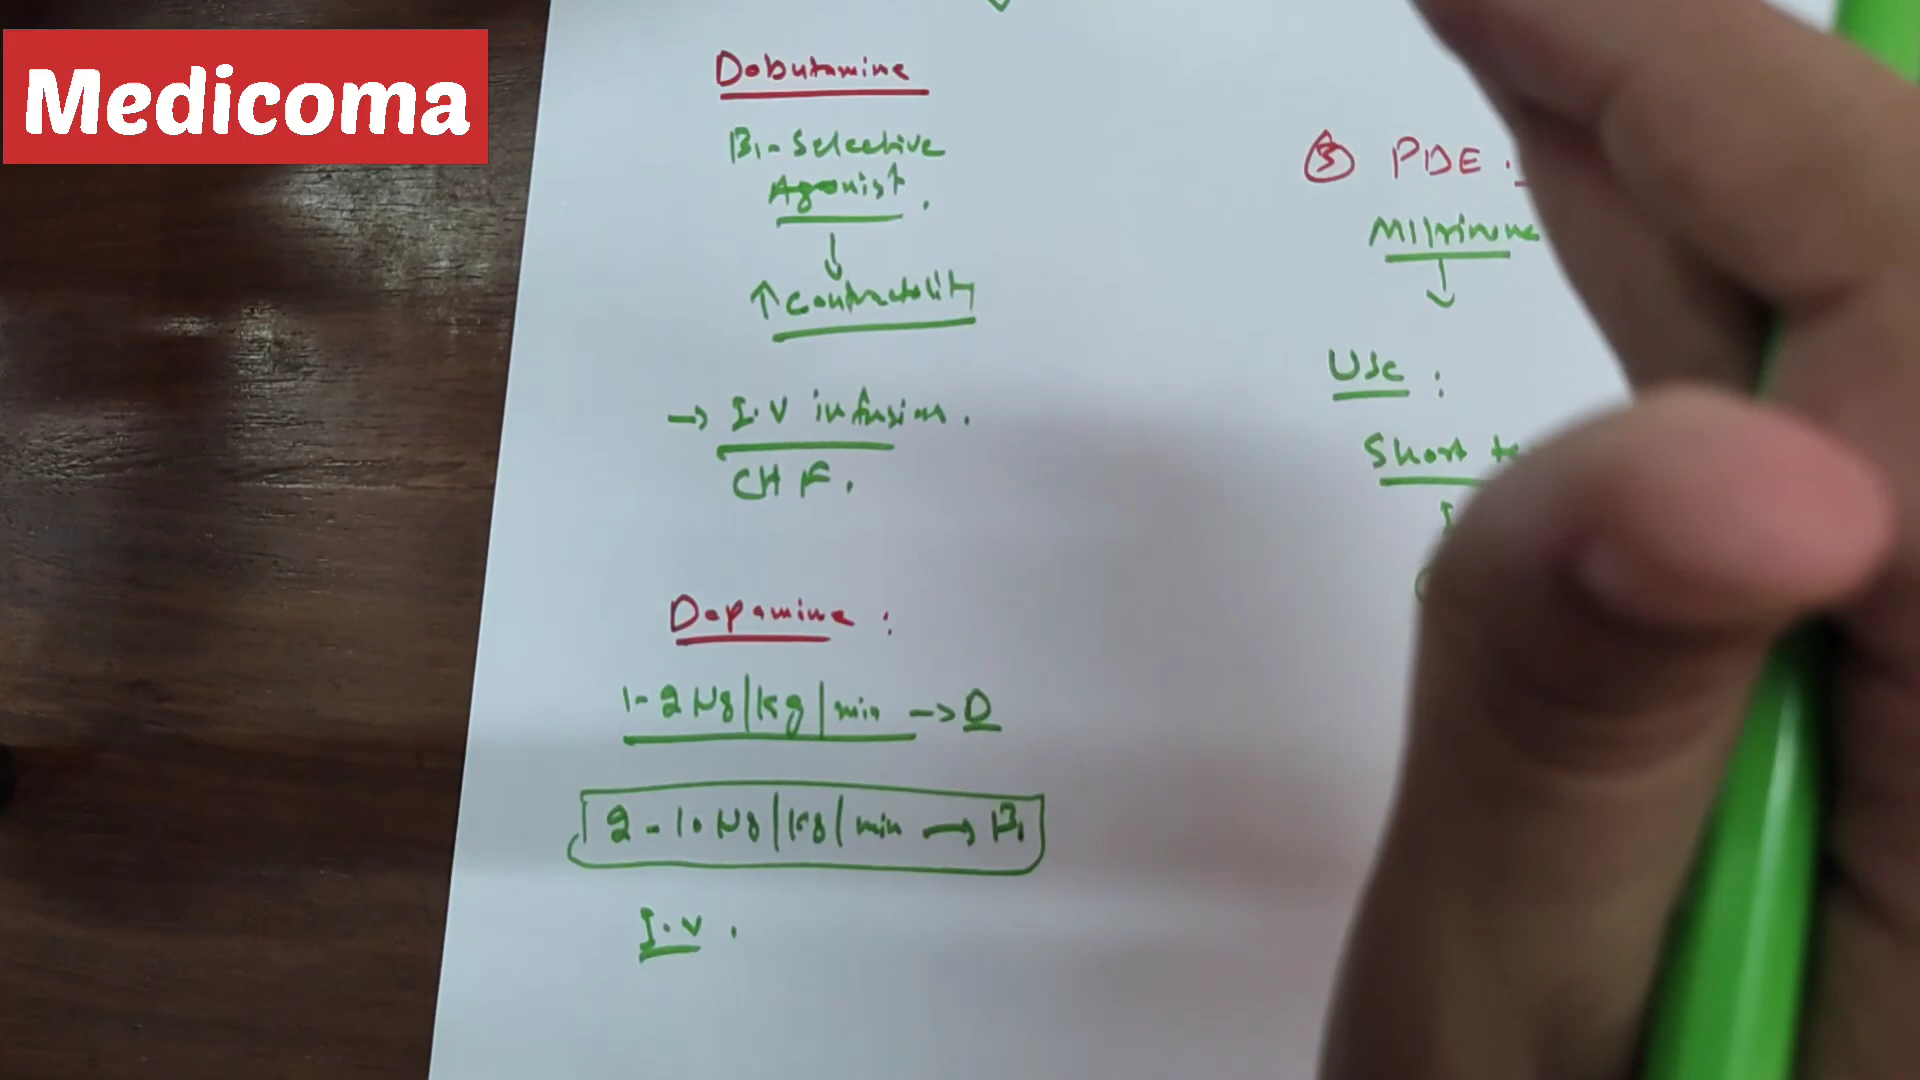 Medicoma
Dobutamine
B₁-Selective
Agonist.
↓
↑ Contractolity
→ I.V infusion.
CHF.
Dopamine :
1-2 μg|kg|min → D
2-10 μg|kg|min → B₁
I.V.
③ PDE.
Milrinone
↓
Use :
Short